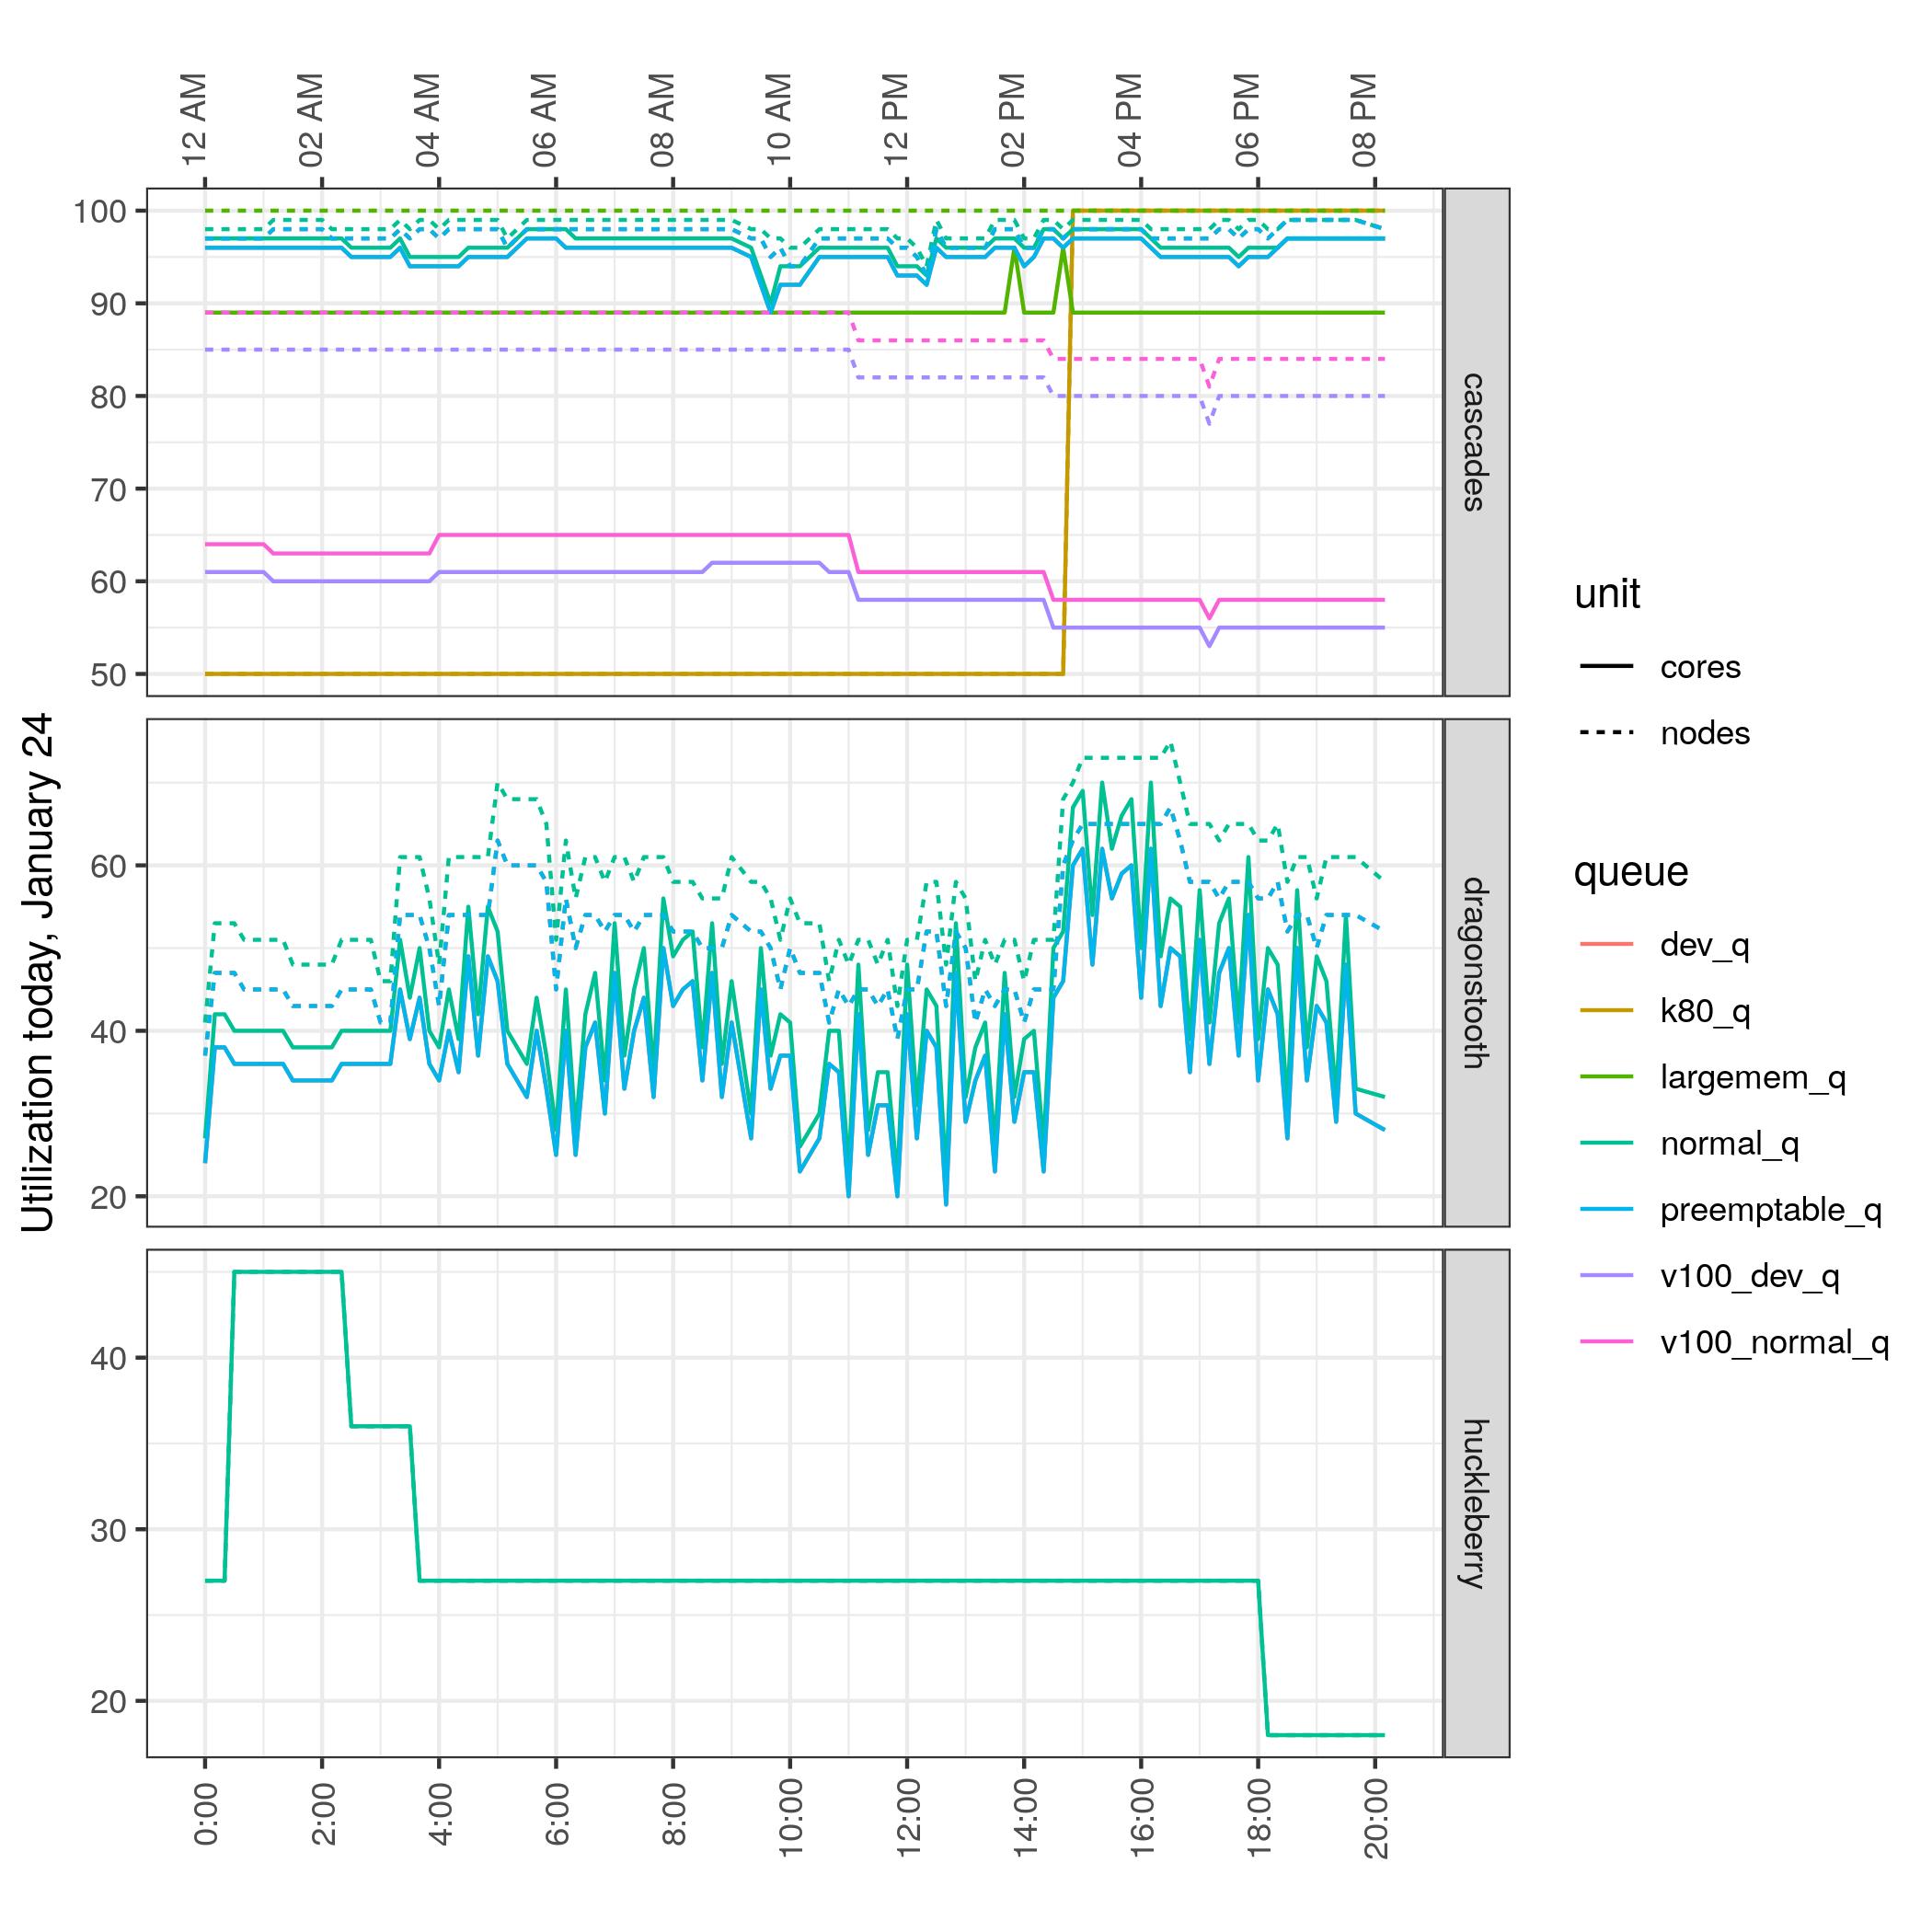 12 AM
02 AM
04 AM
06 AM
08 AM
10 AM
12 PM
02 PM
04 PM
06 PM
08 PM
Utilization today, January 24
100
90
80
70
60
50
cascades
60
40
20
dragonstooth
40
30
20
huckleberry
0:00
2:00
4:00
6:00
8:00
10:00
12:00
14:00
16:00
18:00
20:00
unit
cores
nodes
queue
dev_q
k80_q
largemem_q
normal_q
preemptable_q
v100_dev_q
v100_normal_q